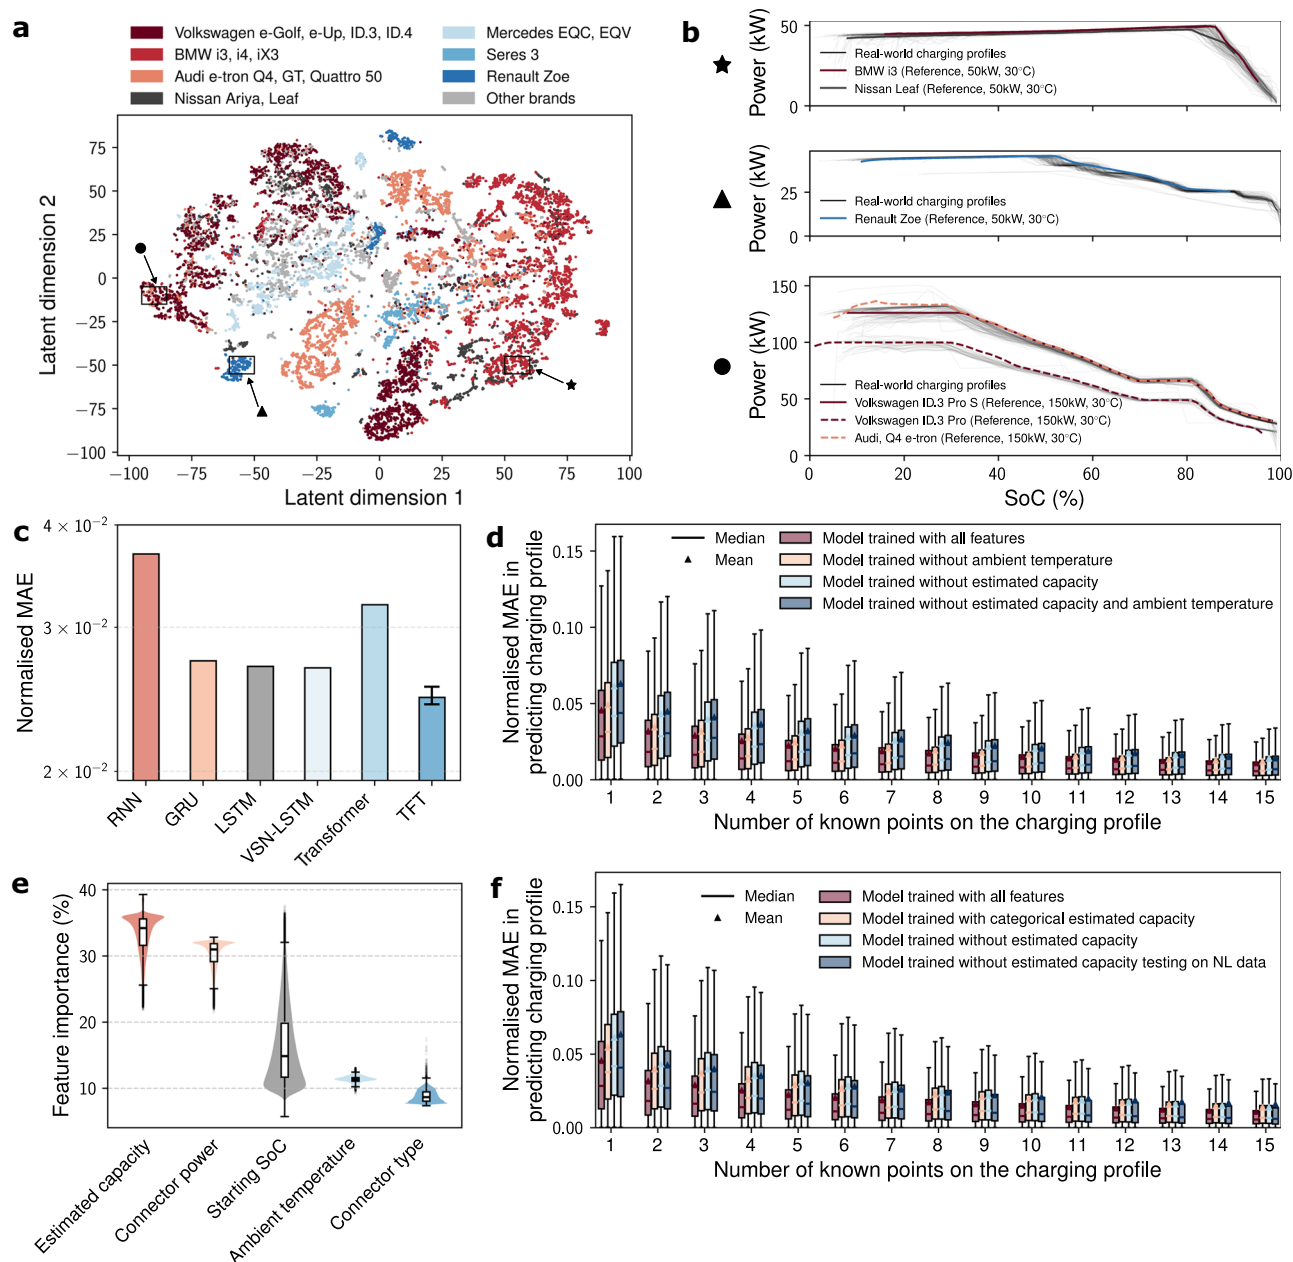 a
Volkswagen e-Golf, e-Up, ID.3, ID.4
BMW i3, i4, iX3
Audi e-tron Q4, GT, Quattro 50
Nissan Ariya, Leaf
Mercedes EQC, EQV
Seres 3
Renault Zoe
Other brands
Latent dimension 2
75
50
25
0
−25
−50
−75
−100
−100
−75
−50
−25
0
25
50
75
100
Latent dimension 1
b
Power (kW)
50
0
Real-world charging profiles
BMW i3 (Reference, 50kW, 30°C)
Nissan Leaf (Reference, 50kW, 30°C)
Power (kW)
25
0
Real-world charging profiles
Renault Zoe (Reference, 50kW, 30°C)
Power (kW)
150
100
50
0
Real-world charging profiles
Volkswagen ID.3 Pro S (Reference, 150kW, 30°C)
Volkswagen ID.3 Pro (Reference, 150kW, 30°C)
Audi, Q4 e-tron (Reference, 150kW, 30°C)
0
20
40
60
80
100
SoC (%)
c
Normalised MAE
4 × 10⁻²
3 × 10⁻²
2 × 10⁻²
RNN
GRU
LSTM
VSN-LSTM
Transformer
TFT
d
Normalised MAE in
predicting charging profile
0.15
0.10
0.05
0.00
Median
Mean
Model trained with all features
Model trained without ambient temperature
Model trained without estimated capacity
Model trained without estimated capacity and ambient temperature
1 2 3 4 5 6 7 8 9 10 11 12 13 14 15
Number of known points on the charging profile
e
Feature importance (%)
40
30
20
10
Estimated capacity
Connector power
Starting SoC
Ambient temperature
Connector type
f
Normalised MAE in
predicting charging profile
0.15
0.10
0.05
0.00
Median
Mean
Model trained with all features
Model trained with categorical estimated capacity
Model trained without estimated capacity
Model trained without estimated capacity testing on NL data
1 2 3 4 5 6 7 8 9 10 11 12 13 14 15
Number of known points on the charging profile